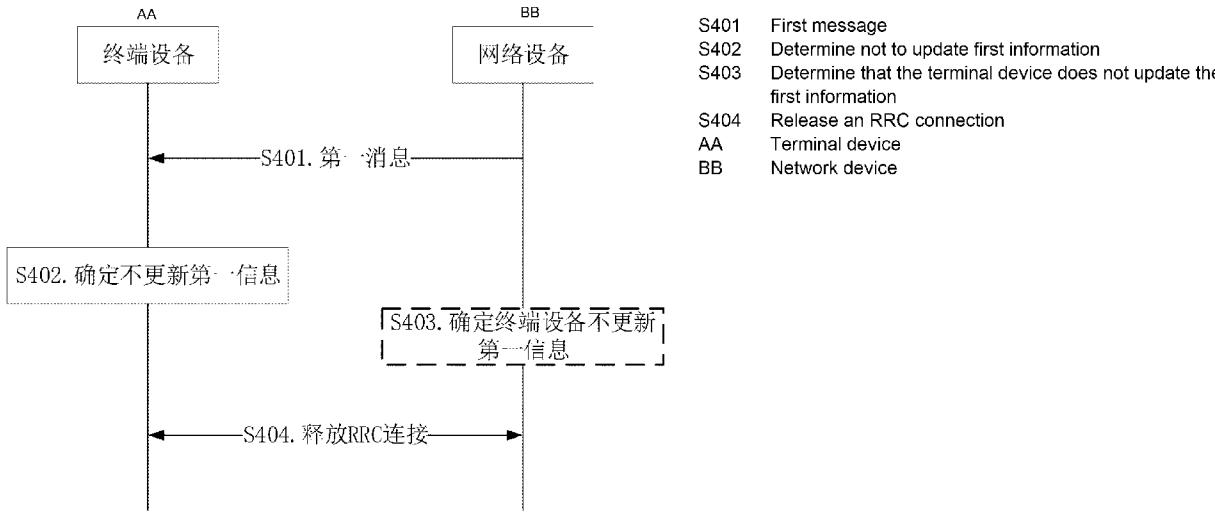 AA
BB
终端设备
网络设备
S401.第一消息
S402.确定不更新第一信息
S403.确定终端设备不更新
第一信息
S404.释放RRC连接
S401 First message
S402 Determine not to update first information
S403 Determine that the terminal device does not update the
first information
S404 Release an RRC connection
AA Terminal device
BB Network device